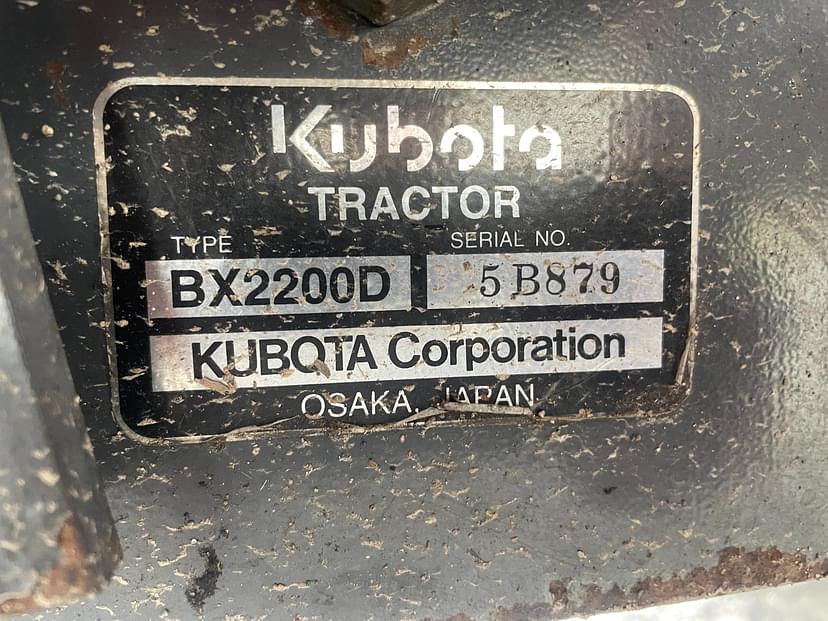 Kubota
TRACTOR
TYPE SERIAL NO.
BX2200D 5B879
KUBOTA Corporation
OSAKA, JAPAN